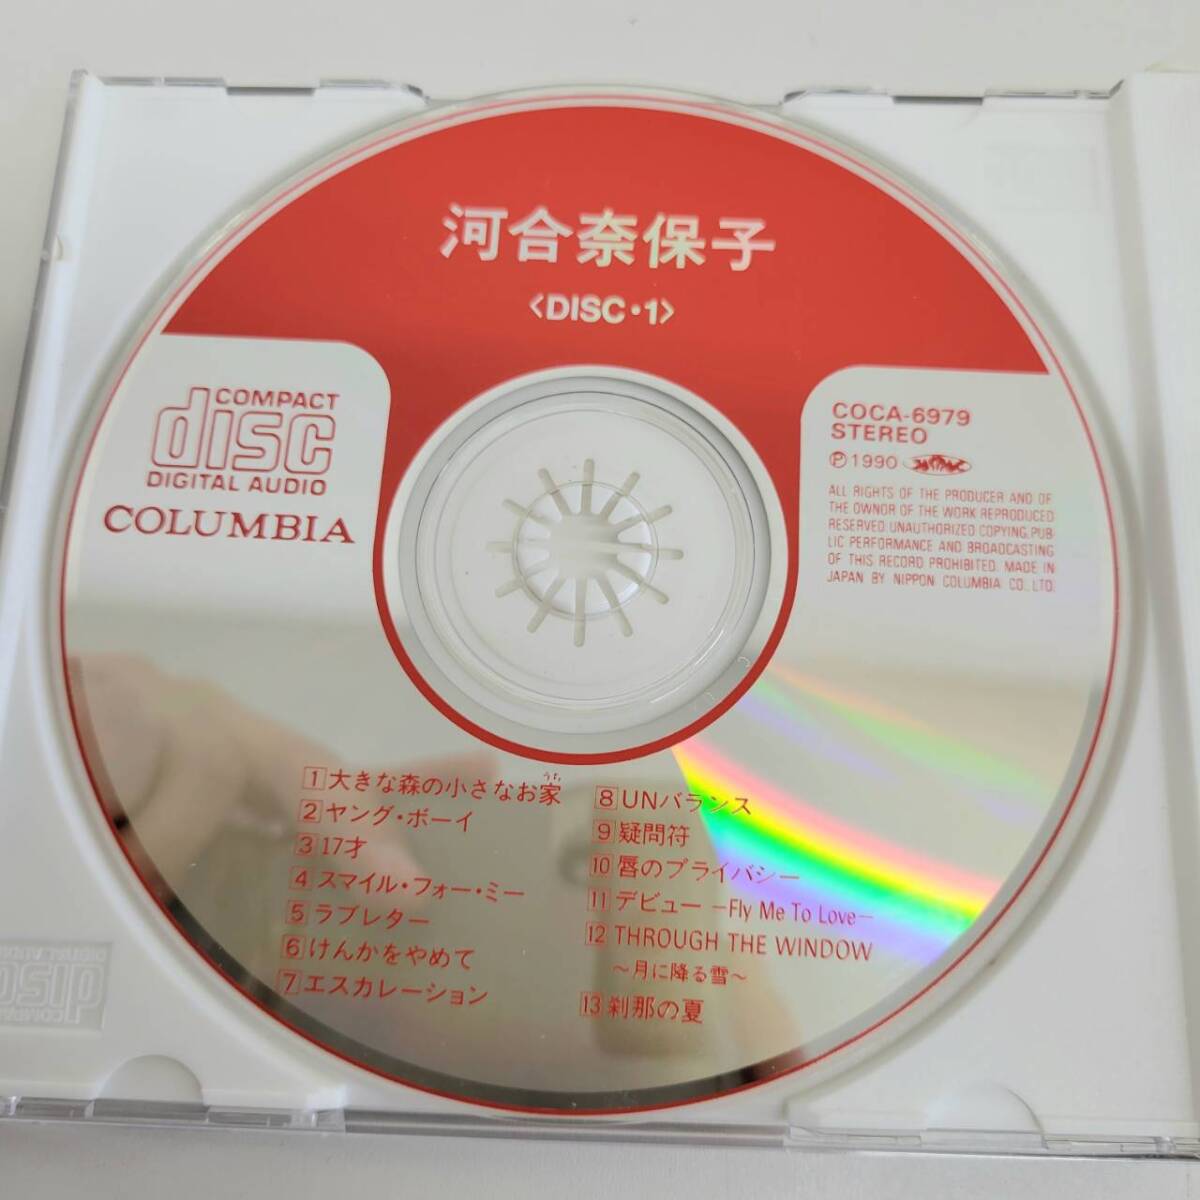 河合奈保子
〈DISC・1〉
COMPACT
disc
DIGITAL AUDIO
COLUMBIA
COCA-6979
STEREO
Ⓟ1990
ALL RIGHTS OF THE PRODUCER AND OF
THE OWNOR OF THE WORK REPRODUCED
RESERVED. UNAUTHORIZED COPYING, PUB-
LIC PERFORMANCE AND BROADCASTING
OF THIS RECORD PROHIBITED. MADE IN
JAPAN BY NIPPON COLUMBIA CO., LTD.
うち
1 大きな森の小さなお家
2 ヤング・ボーイ
3 17才
4 スマイル・フォー・ミー
5 ラブレター
6 けんかをやめて
7 エスカレーション
8 UNバランス
9 疑問符
10 唇のプライバシー
11 デビュー —Fly Me To Love—
12 THROUGH THE WINDOW
～月に降る雪～
13 刹那の夏